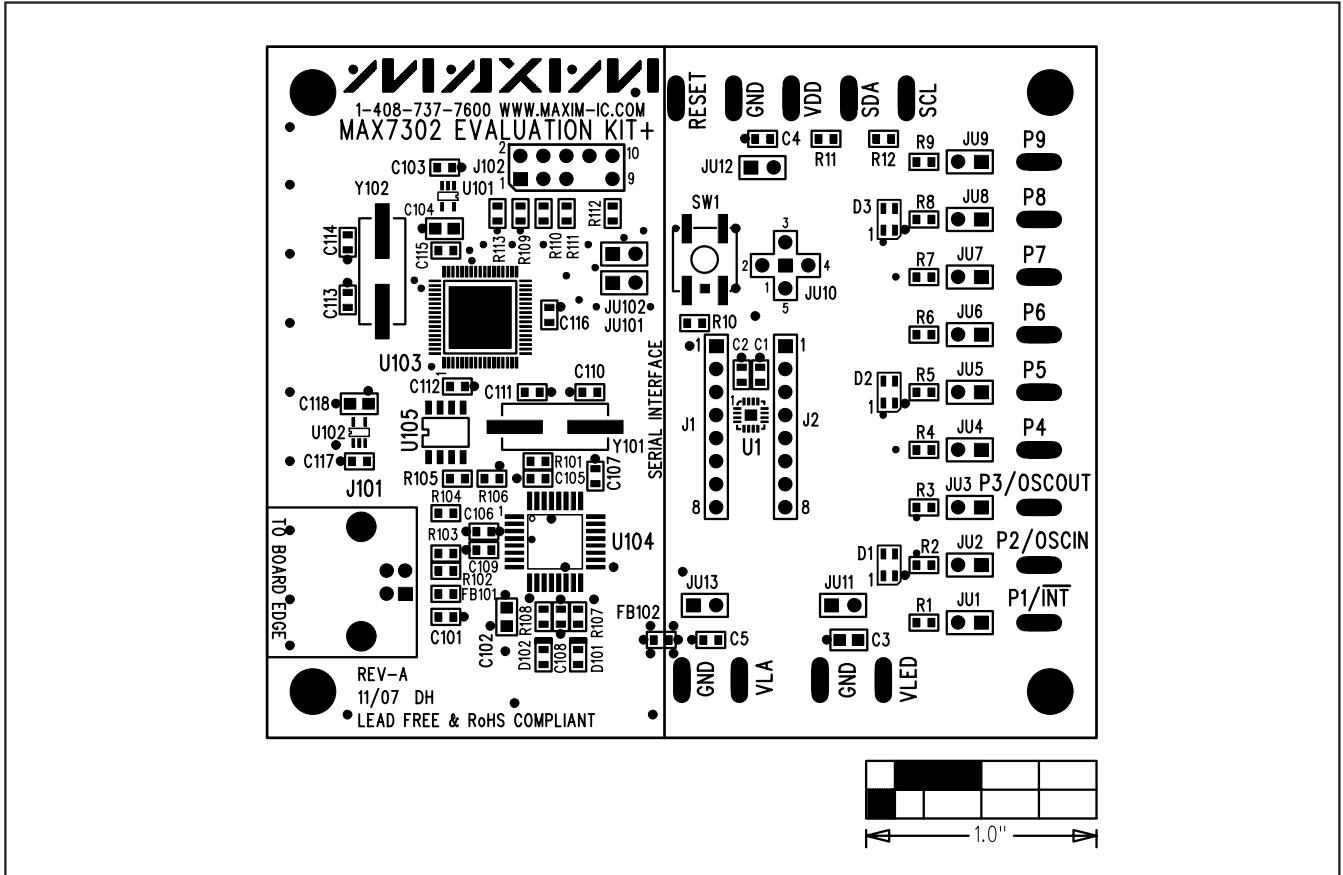 MAXIM
1-408-737-7600 WWW.MAXIM-IC.COM
MAX7302 EVALUATION KIT+
RESET
GND
VDD
SDA
SCL
C4
R11
R12
R9
JU9
P9
JU12
C103
J102
2
10
1
9
U101
Y102
C104
C114
C115
C113
R113
R109
R110
R111
R112
JU102
JU101
C116
U103
1
SW1
3
2
4
1
5
JU10
R10
D3
1
R8
JU8
P8
R7
JU7
P7
R6
JU6
P6
D2
1
R5
JU5
P5
R4
JU4
P4
R3
JU3
P3/OSCOUT
D1
1
R2
JU2
P2/OSCIN
R1
JU1
P1/INT
1
C2
C1
1
1
J1
U1
J2
8
8
SERIAL INTERFACE
C112
C111
C110
C118
U102
C117
U105
Y101
J101
R105
R106
R101
C105
C107
R104
C106
1
U104
R103
C109
R102
FB101
C101
C102
R108
R107
D102
C108
D101
TO BOARD EDGE
FB102
C5
JU13
JU11
C3
GND
VLA
GND
VLED
REV-A
11/07 DH
LEAD FREE & RoHS COMPLIANT
1.0"